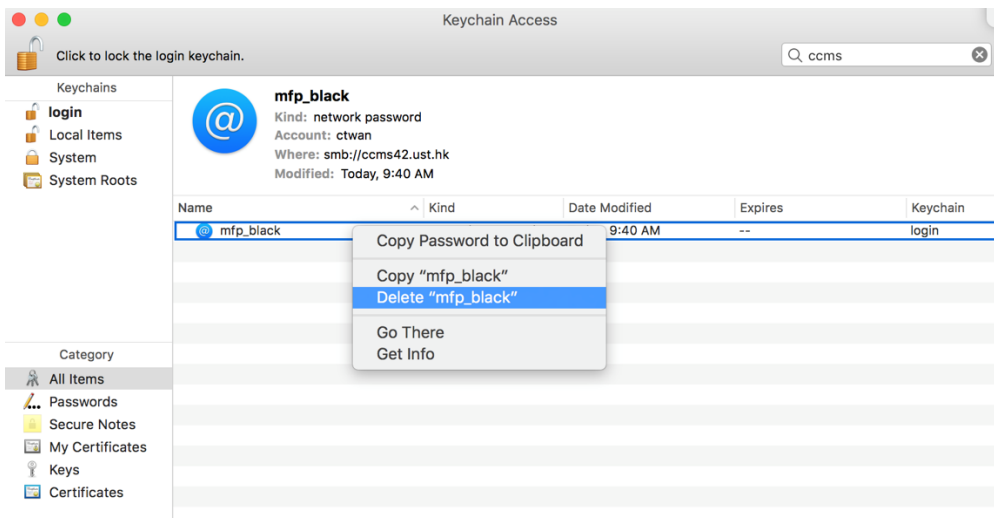 Keychain Access
Click to lock the login keychain.
ccms
Keychains
login
Local Items
System
System Roots
mfp_black
Kind: network password
Account: ctwan
Where: smb://ccms42.ust.hk
Modified: Today, 9:40 AM
Name Kind Date Modified Expires Keychain
mfp_black 9:40 AM -- login
Copy Password to Clipboard
Copy “mfp_black”
Delete “mfp_black”
Go There
Get Info
Category
All Items
Passwords
Secure Notes
My Certificates
Keys
Certificates